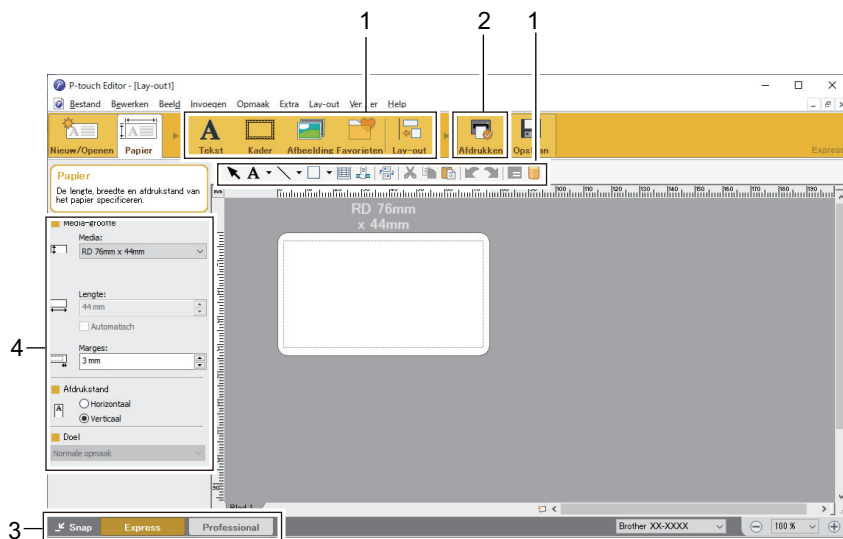 1 2 1
P-touch Editor - [Lay-out1]
Bestand Bewerken Beeld Invoegen Opmaak Extra Lay-out Help
Nieuw/Openen Papier Tekst Kader Afbeelding Favorieten Lay-out Afdrukken Express
Papier
De lengte, breedte en afdrukstand van
het papier specificeren.
RD 76mm
x 44mm
Media-grootte
Media:
RD 76mm x 44mm
Lengte:
44 mm
Automatisch
4
Marges:
3 mm
Afdrukstand
Horizontaal
Verticaal
Doel
Normale opmaak
3
Snap Express Professional
Brother XX-XXXX 100 %